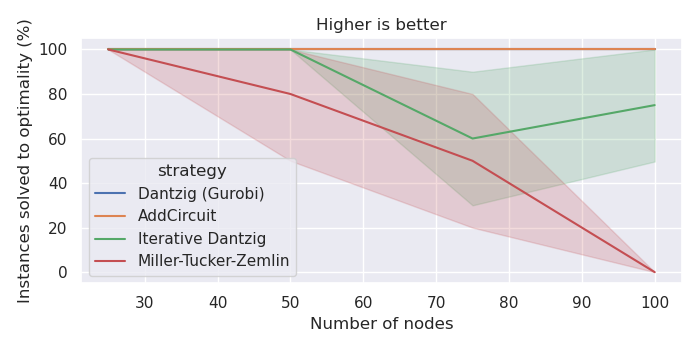 Higher is better
Instances solved to optimality (%)
100
80
60
40
20
0
strategy
Dantzig (Gurobi)
AddCircuit
Iterative Dantzig
Miller-Tucker-Zemlin
30 40 50 60 70 80 90 100
Number of nodes